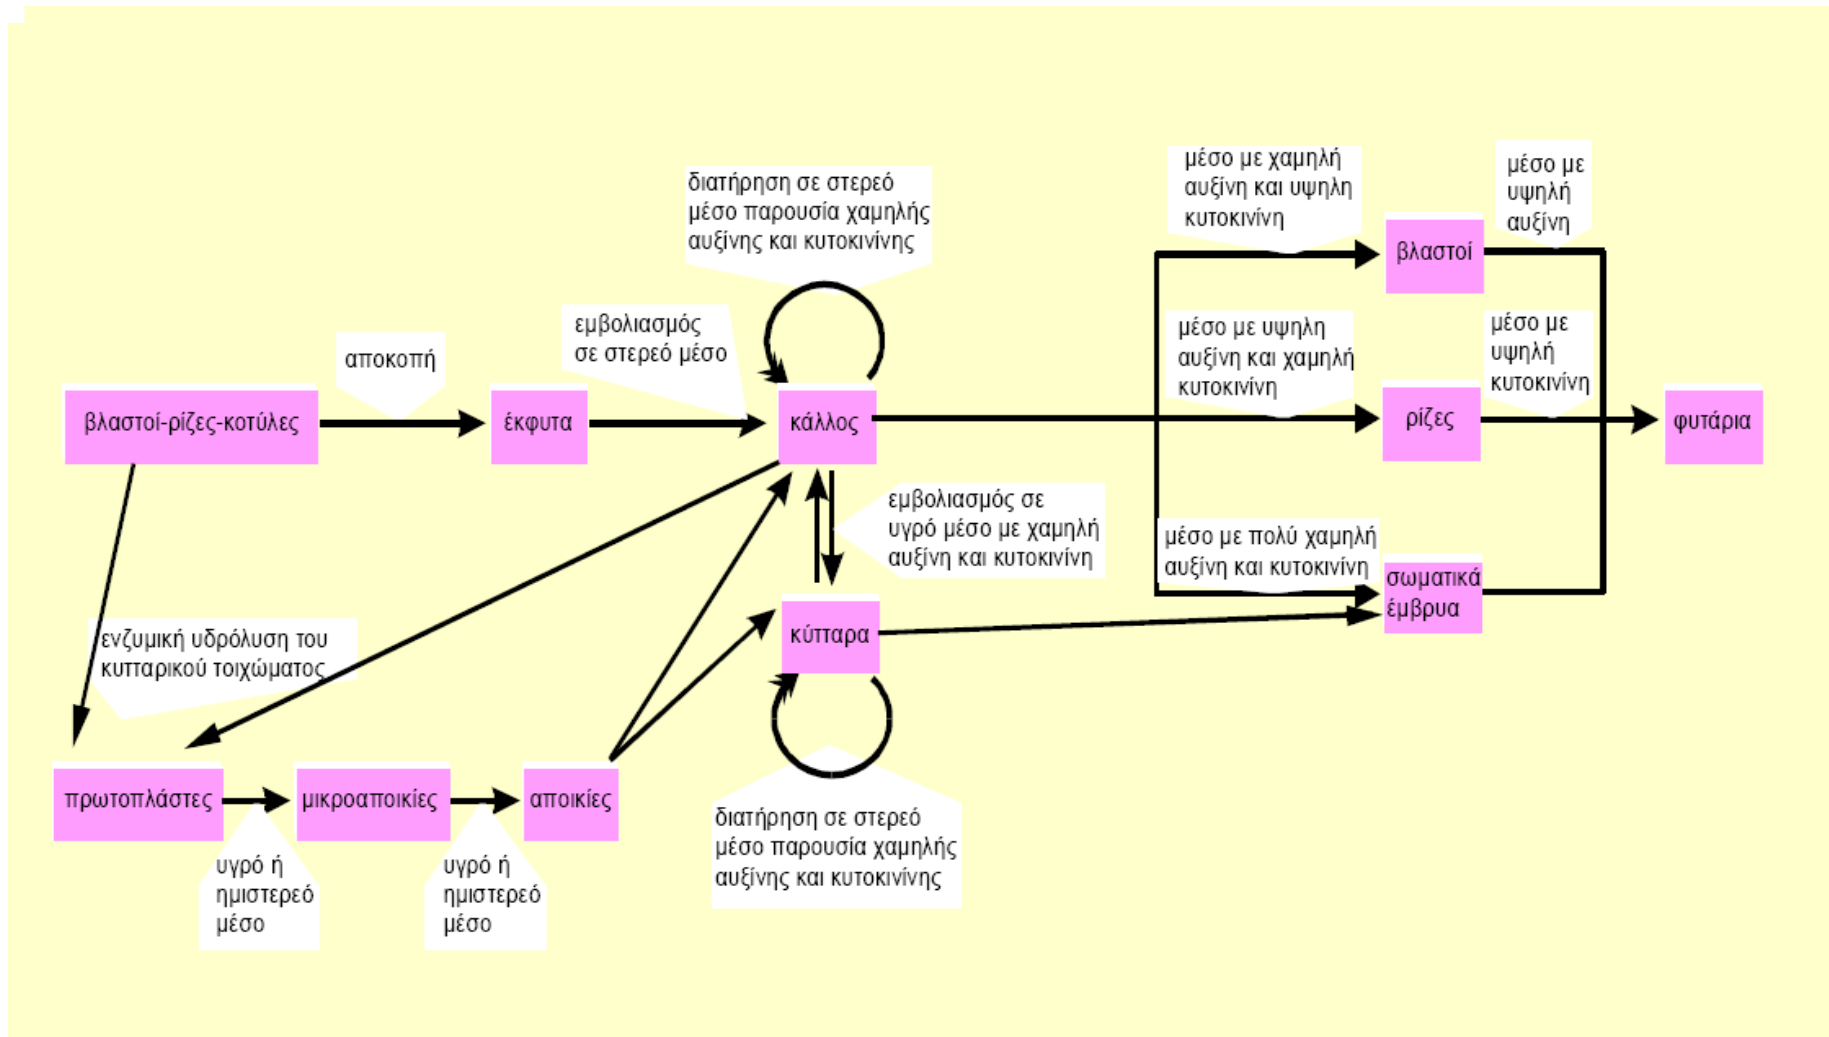 μέσο με χαμηλή
αυξίνη και υψηλη
κυτοκινίνη
μέσο με
υψηλή
αυξίνη
διατήρηση σε στερεό
μέσο παρουσία χαμηλής
αυξίνης και κυτοκινίνης
βλαστοί
εμβολιασμός
σε στερεό μέσο
μέσο με υψηλη
αυξίνη και χαμηλή
κυτοκινίνη
μέσο με
υψηλή
κυτοκινίνη
αποκοπή
βλαστοί-ρίζες-κοτύλες
έκφυτα
κάλλος
ρίζες
φυτάρια
εμβολιασμός σε
υγρό μέσο με χαμηλή
αυξίνη και κυτοκινίνη
μέσο με πολύ χαμηλή
αυξίνη και κυτοκινίνη
σωματικά
έμβρυα
ενζυμική υδρόλυση του
κυτταρικού τοιχώματος
κύτταρα
πρωτοπλάστες
μικροαποικίες
αποικίες
διατήρηση σε στερεό
μέσο παρουσία χαμηλής
αυξίνης και κυτοκινίνης
υγρό ή
ημιστερεό
μέσο
υγρό ή
ημιστερεό
μέσο